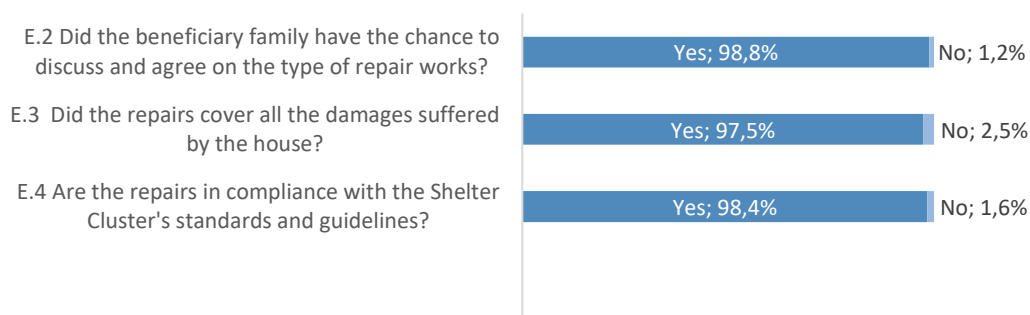 E.2 Did the beneficiary family have the chance to
discuss and agree on the type of repair works?
Yes; 98,8%
No; 1,2%
E.3 Did the repairs cover all the damages suffered
by the house?
Yes; 97,5%
No; 2,5%
E.4 Are the repairs in compliance with the Shelter
Cluster's standards and guidelines?
Yes; 98,4%
No; 1,6%